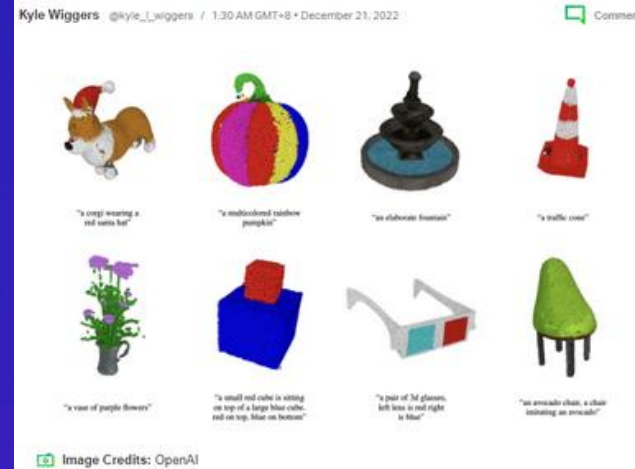 Kyle Wiggers @kyle_l_wiggers / 1:30 AM GMT+8 • December 21, 2022
Commen
"a corgi wearing a
red santa hat"
"a multicolored rainbow
pumpkin"
"an elaborate fountain"
"a traffic cone"
"a vase of purple flowers"
"a small red cube is sitting
on top of a large blue cube.
red on top, blue on bottom"
"a pair of 3d glasses,
left lens is red right
is blue"
"an avocado chair, a chair
imitating an avocado"
Image Credits: OpenAI